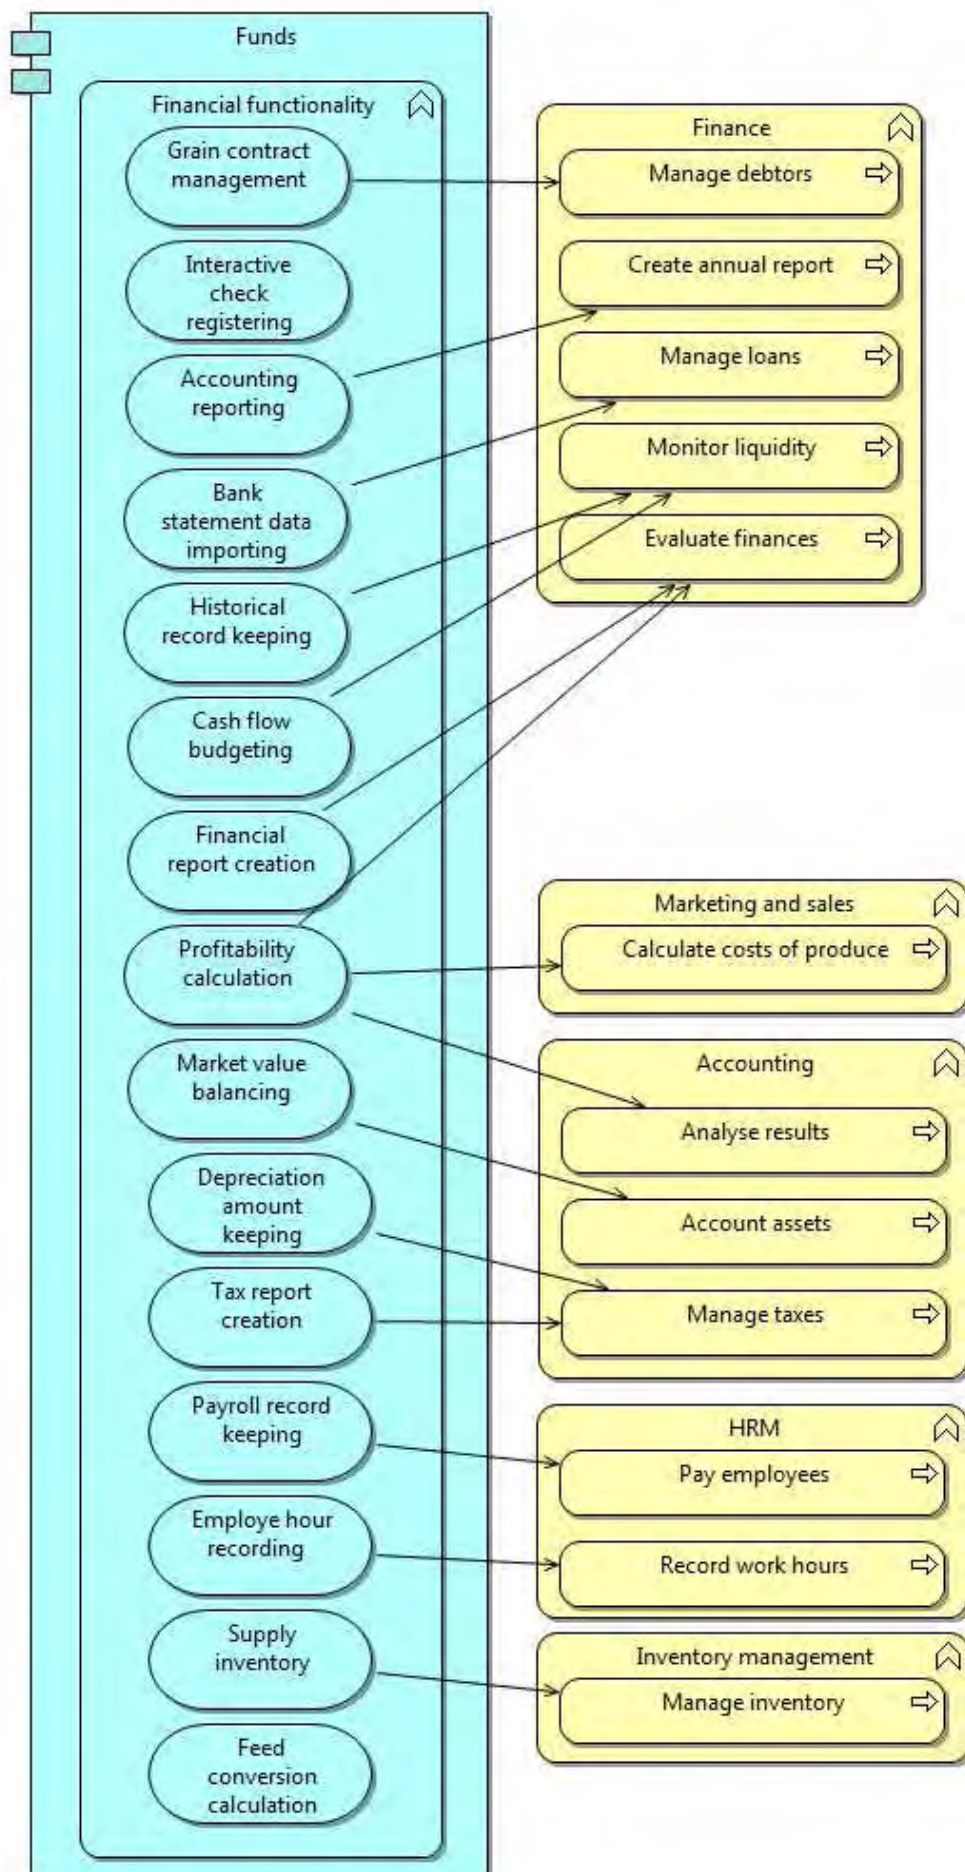 Funds
Financial functionality
Grain contract
management
Interactive
check
registering
Accounting
reporting
Bank
statement data
importing
Historical
record keeping
Cash flow
budgeting
Financial
report creation
Profitability
calculation
Market value
balancing
Depreciation
amount
keeping
Tax report
creation
Payroll record
keeping
Employe hour
recording
Supply
inventory
Feed
conversion
calculation
Finance
Manage debtors
Create annual report
Manage loans
Monitor liquidity
Evaluate finances
Marketing and sales
Calculate costs of produce
Accounting
Analyse results
Account assets
Manage taxes
HRM
Pay employees
Record work hours
Inventory management
Manage inventory